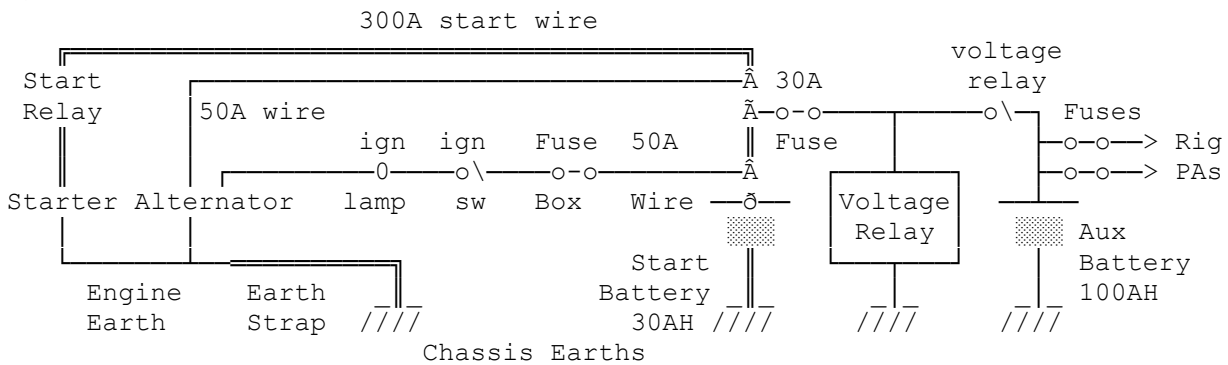 300A start wire
voltage
Start Â 30A relay
Relay 50A wire Ã-o-o o\ Fuses
ign ign Fuse 50A Fuse o-o-> Rig
0 o\ o-o Â o-o-> PAs
Starter Alternator lamp sw Box Wire ð Voltage
Relay Aux
Start Battery
Engine Earth Battery 100AH
Earth Strap //// 30AH //// //// ////
Chassis Earths